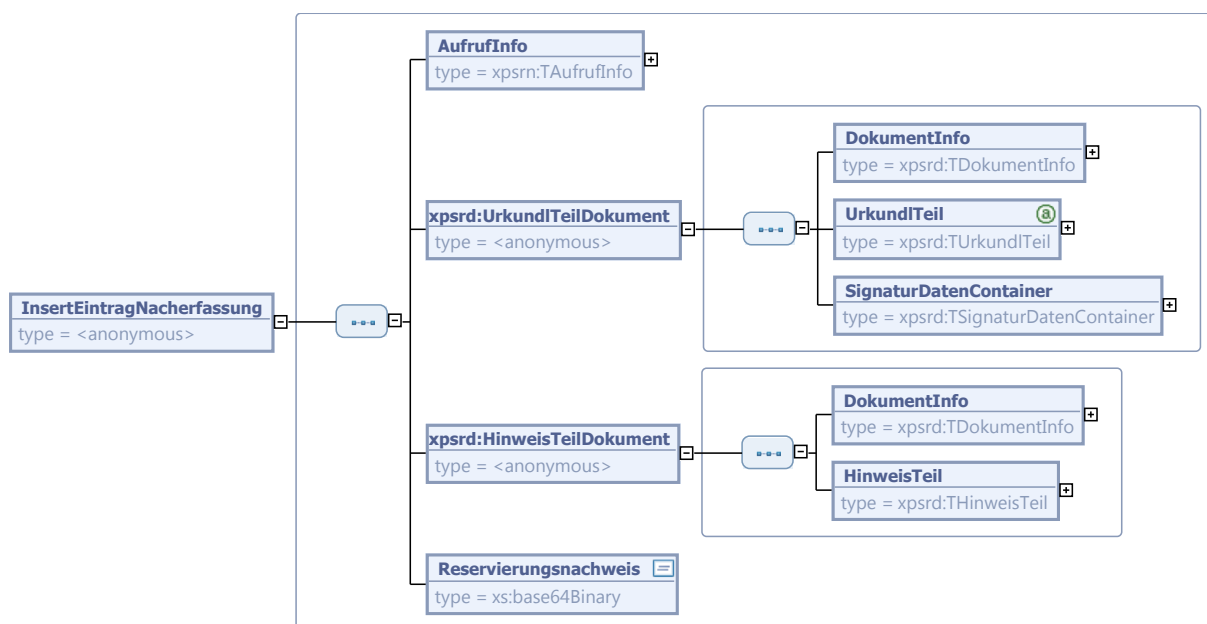 AufrufInfo
type = xpsrn:TAufrufInfo
DokumentInfo
type = xpsrd:TDokumentInfo
xpsrd:UrkundlTeilDokument
type = <anonymous>
UrkundlTeil
a
type = xpsrd:TUrkundlTeil
SignaturDatenContainer
type = xpsrd:TSignaturDatenContainer
InsertEintragNacherfassung
type = <anonymous>
DokumentInfo
type = xpsrd:TDokumentInfo
xpsrd:HinweisTeilDokument
type = <anonymous>
HinweisTeil
type = xpsrd:THinweisTeil
Reservierungsnachweis
type = xs:base64Binary